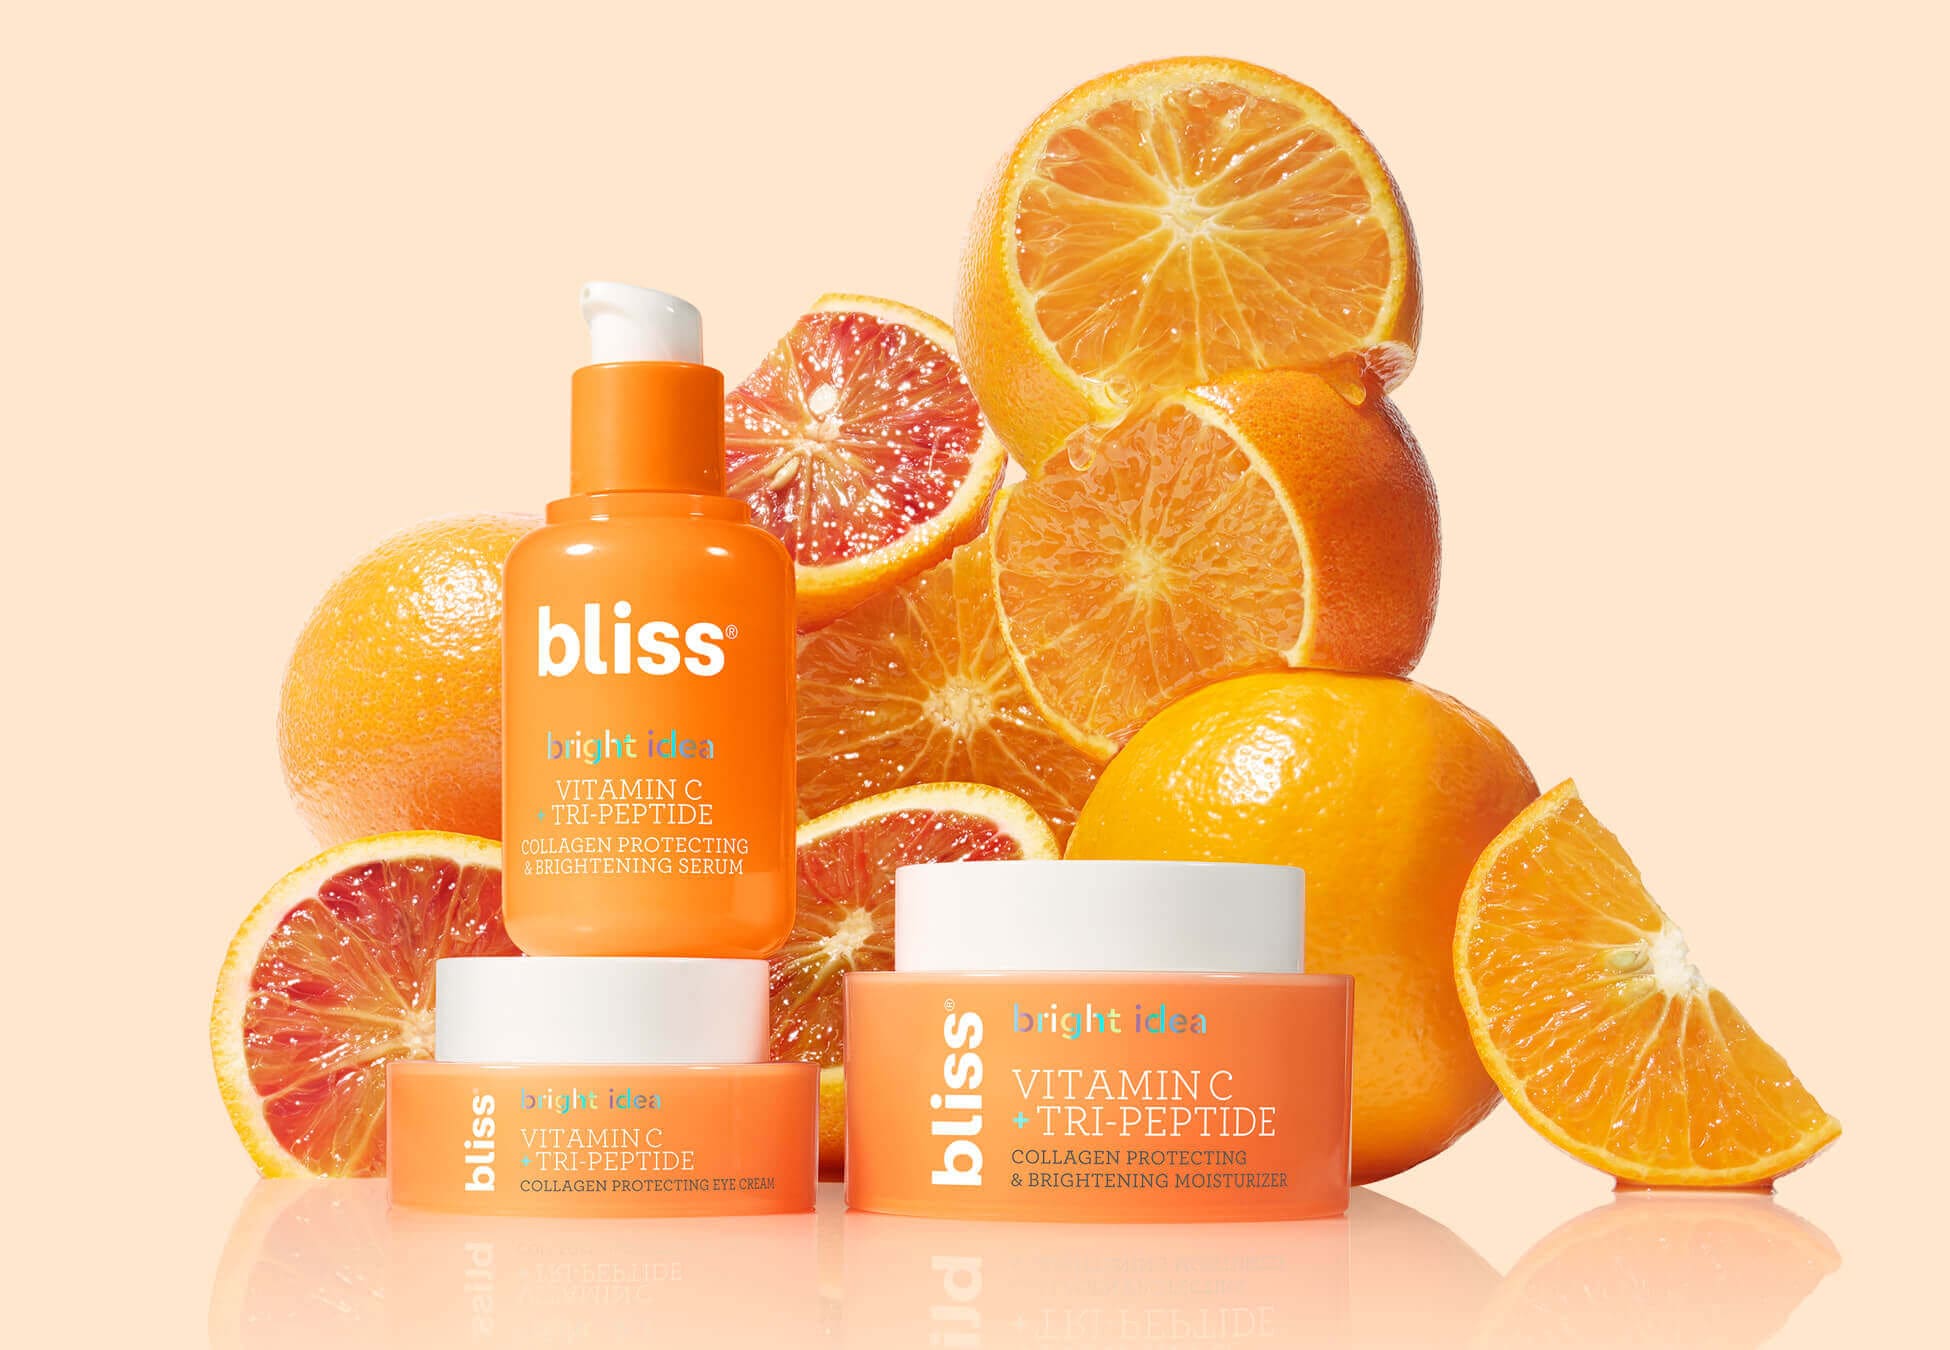 bliss®
bright idea
VITAMIN C
+ TRI-PEPTIDE
COLLAGEN PROTECTING
& BRIGHTENING SERUM
bliss®
bright idea
VITAMIN C
+ TRI-PEPTIDE
COLLAGEN PROTECTING EYE CREAM
bliss®
bright idea
VITAMIN C
+ TRI-PEPTIDE
COLLAGEN PROTECTING
& BRIGHTENING MOISTURIZER